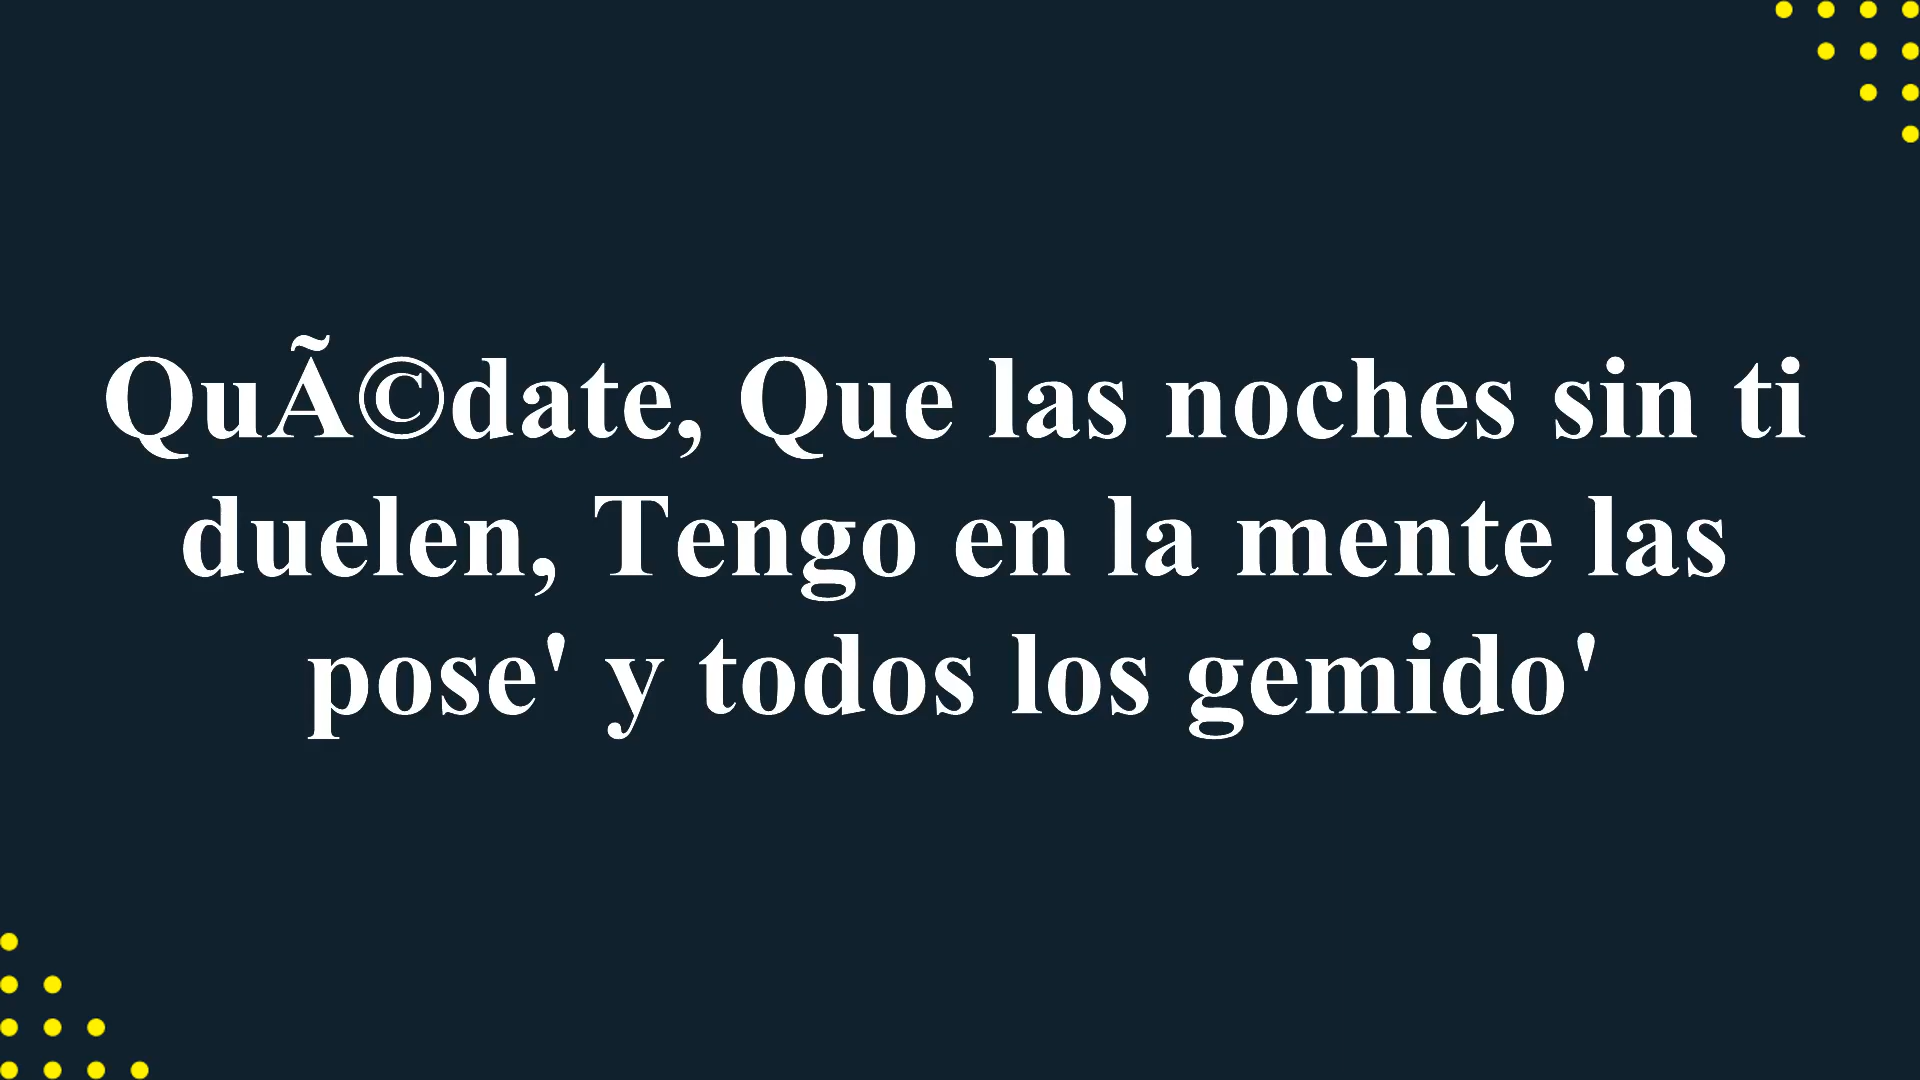 QuÃ©date, Que las noches sin ti
duelen, Tengo en la mente las
pose' y todos los gemido'